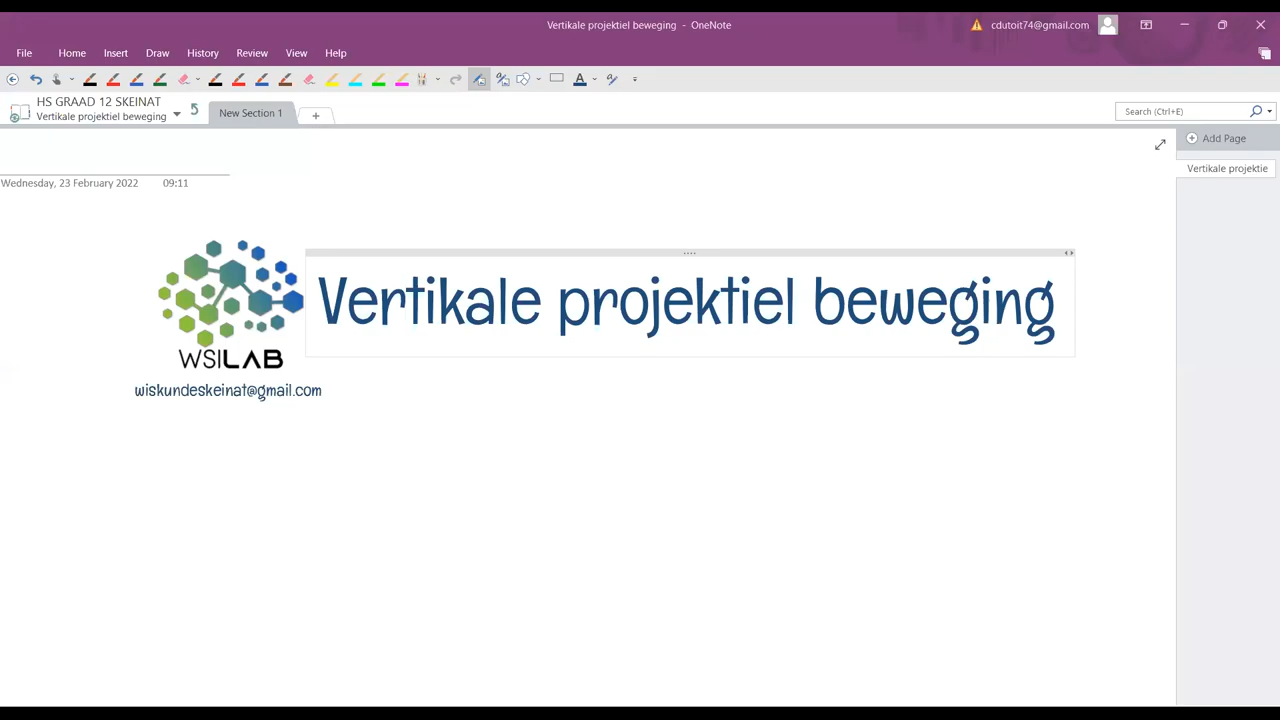 Vertikale projektiel beweging - OneNote
cdutoit74@gmail.com
File Home Insert Draw History Review View Help
HS GRAAD 12 SKEINAT
Vertikale projektiel beweging
New Section 1
Search (Ctrl+E)
Add Page
Vertikale projektie
Wednesday, 23 February 2022 09:11
Vertikale projektiel beweging
WSILAB
wiskundeskeinat@gmail.com